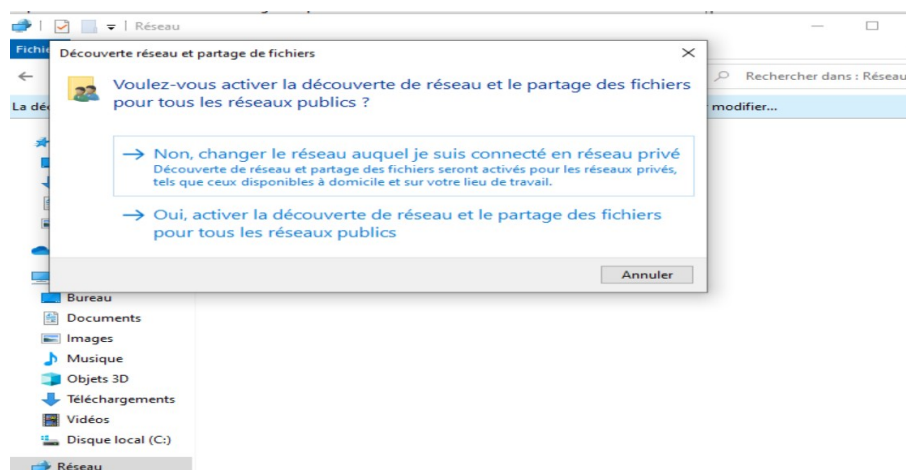 Réseau
Fichie
Découverte réseau et partage de fichiers
Voulez-vous activer la découverte de réseau et le partage des fichiers
pour tous les réseaux publics ?
Rechercher dans : Réseau
La dé
modifier...
Non, changer le réseau auquel je suis connecté en réseau privé
Découverte de réseau et partage des fichiers seront activés pour les réseaux privés,
tels que ceux disponibles à domicile et sur votre lieu de travail.
Oui, activer la découverte de réseau et le partage des fichiers
pour tous les réseaux publics
Annuler
Bureau
Documents
Images
Musique
Objets 3D
Téléchargements
Vidéos
Disque local (C:)
Réseau